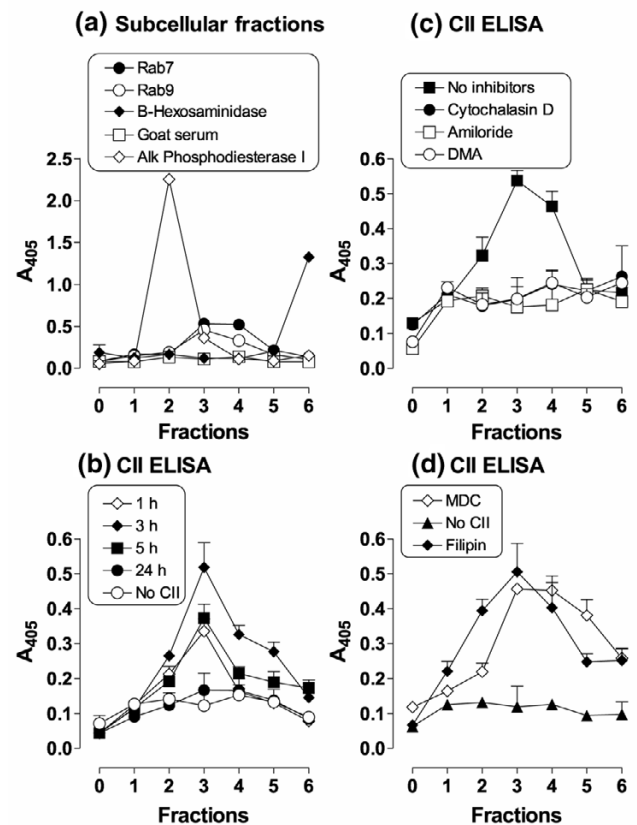 (a) Subcellular fractions
Rab7
Rab9
B-Hexosaminidase
Goat serum
Alk Phosphodiesterase I
2.5
2.0
1.5
1.0
0.5
0.0
A405
0 1 2 3 4 5 6
Fractions
(c) CII ELISA
No inhibitors
Cytochalasin D
Amiloride
DMA
0.6
0.5
0.4
0.3
0.2
0.1
0.0
A405
0 1 2 3 4 5 6
Fractions
(b) CII ELISA
1 h
3 h
5 h
24 h
No CII
0.6
0.5
0.4
0.3
0.2
0.1
0.0
A405
0 1 2 3 4 5 6
Fractions
(d) CII ELISA
MDC
No CII
Filipin
0.6
0.5
0.4
0.3
0.2
0.1
0.0
A405
0 1 2 3 4 5 6
Fractions